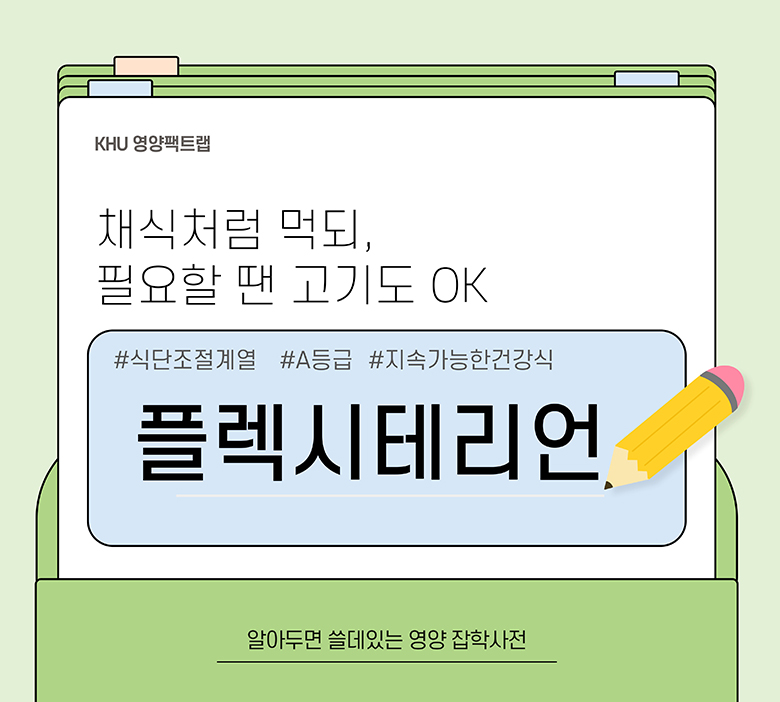 KHU 영양팩트랩
채식처럼 먹되,
필요할 땐 고기도 OK
#식단조절계열 #A등급 #지속가능한건강식
플렉시테리언
알아두면 쓸데있는 영양 잡학사전